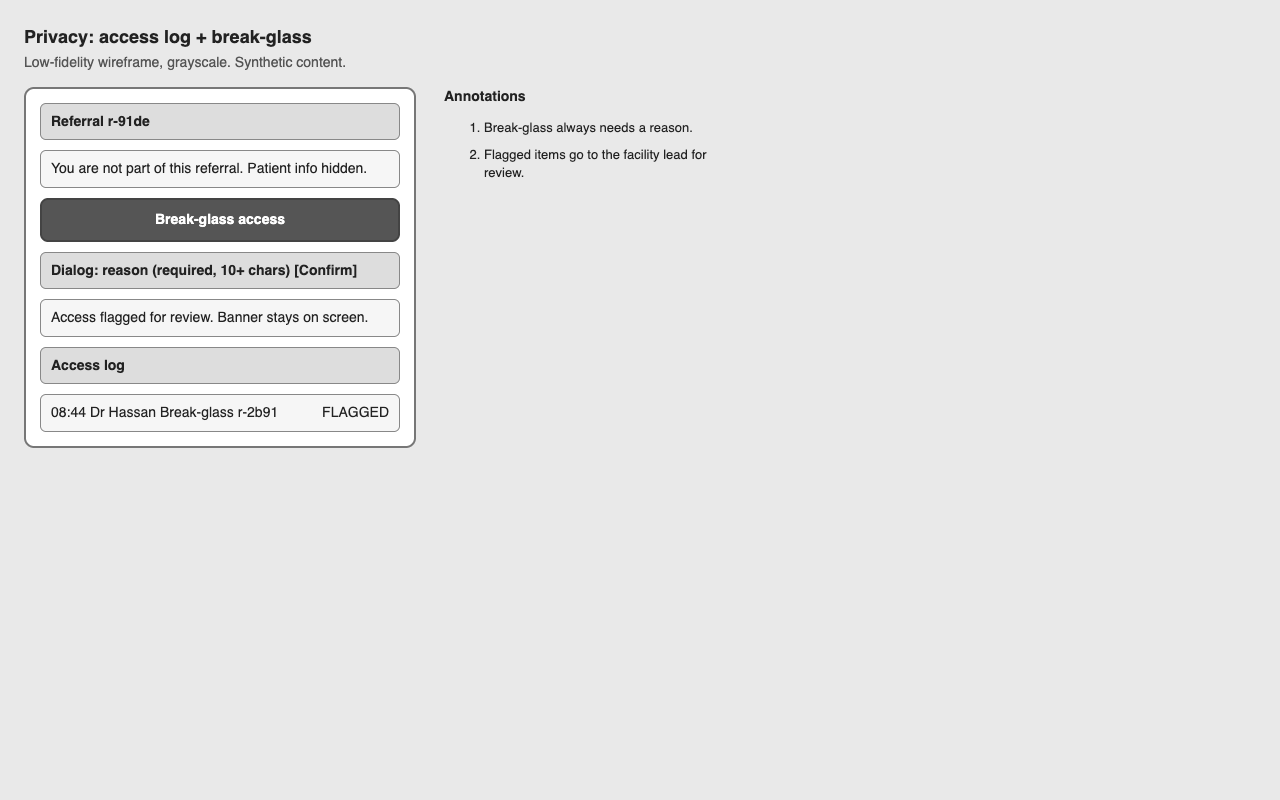 Privacy: access log + break-glass
Low-fidelity wireframe, grayscale. Synthetic content.
Referral r-91de
You are not part of this referral. Patient info hidden.
Break-glass access
Dialog: reason (required, 10+ chars) [Confirm]
Access flagged for review. Banner stays on screen.
Access log
08:44 Dr Hassan Break-glass r-2b91 FLAGGED
Annotations
1. Break-glass always needs a reason.
2. Flagged items go to the facility lead for
review.